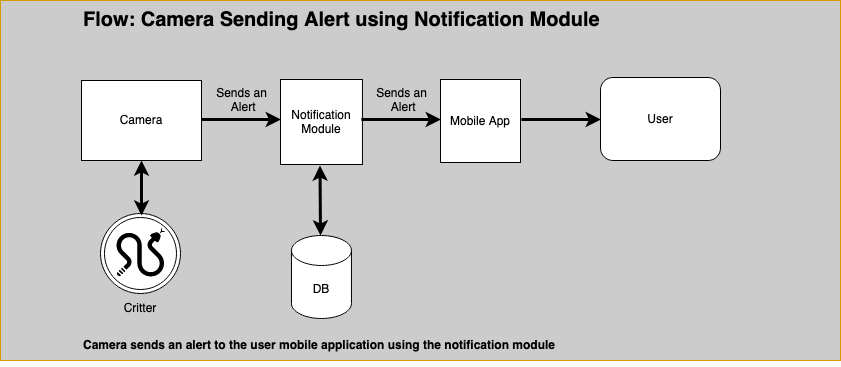 Flow: Camera Sending Alert using Notification Module
Sends an
Alert
Sends an
Alert
Camera
Notification
Module
Mobile App
User
Critter
DB
Camera sends an alert to the user mobile application using the notification module